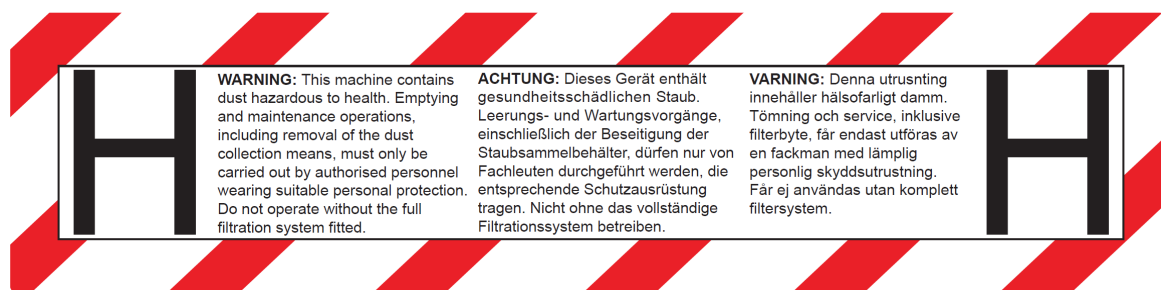 H
WARNING: This machine contains
dust hazardous to health. Emptying
and maintenance operations,
including removal of the dust
collection means, must only be
carried out by authorised personnel
wearing suitable personal protection.
Do not operate without the full
filtration system fitted.
ACHTUNG: Dieses Gerät enthält
gesundheitsschädlichen Staub.
Leerungs- und Wartungsvorgänge,
einschließlich der Beseitigung der
Staubsammelbehälter, dürfen nur von
Fachleuten durchgeführt werden, die
entsprechende Schutzausrüstung
tragen. Nicht ohne das vollständige
Filtrationssystem betreiben.
VARNING: Denna utrusnting
innehåller hälsofarligt damm.
Tömning och service, inklusive
filterbyte, får endast utföras av
en fackman med lämplig
personlig skyddsutrustning.
Får ej användas utan komplett
filtersystem.
H